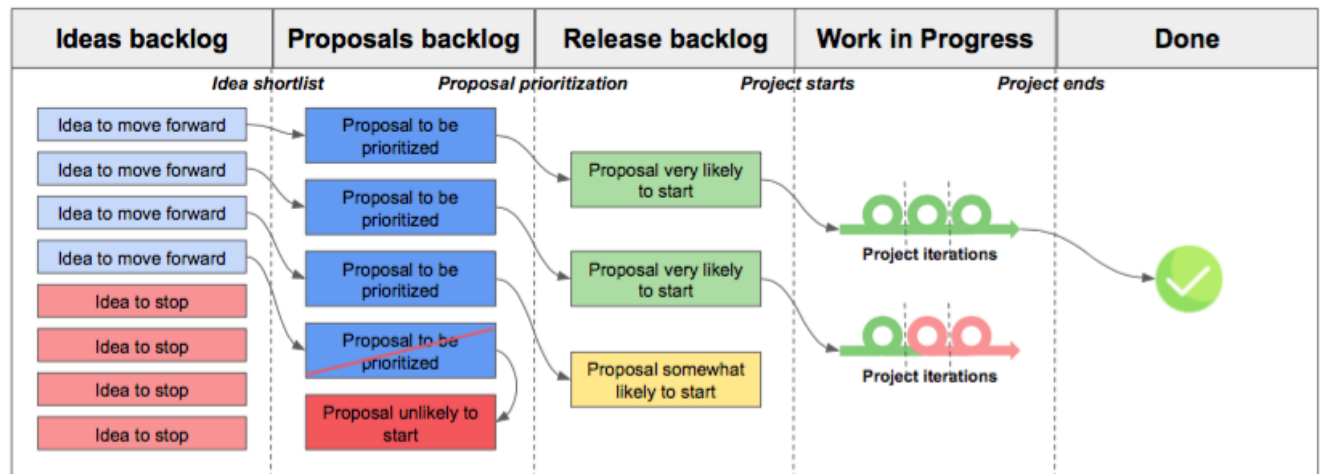 Ideas backlog
Proposals backlog
Release backlog
Work in Progress
Done
Idea shortlist
Proposal prioritization
Project starts
Project ends
Idea to move forward
Idea to move forward
Idea to move forward
Idea to move forward
Idea to stop
Idea to stop
Idea to stop
Idea to stop
Proposal to be
prioritized
Proposal to be
prioritized
Proposal to be
prioritized
Proposal to be
prioritized
Proposal unlikely to
start
Proposal very likely
to start
Proposal very likely
to start
Proposal somewhat
likely to start
Project iterations
Project iterations